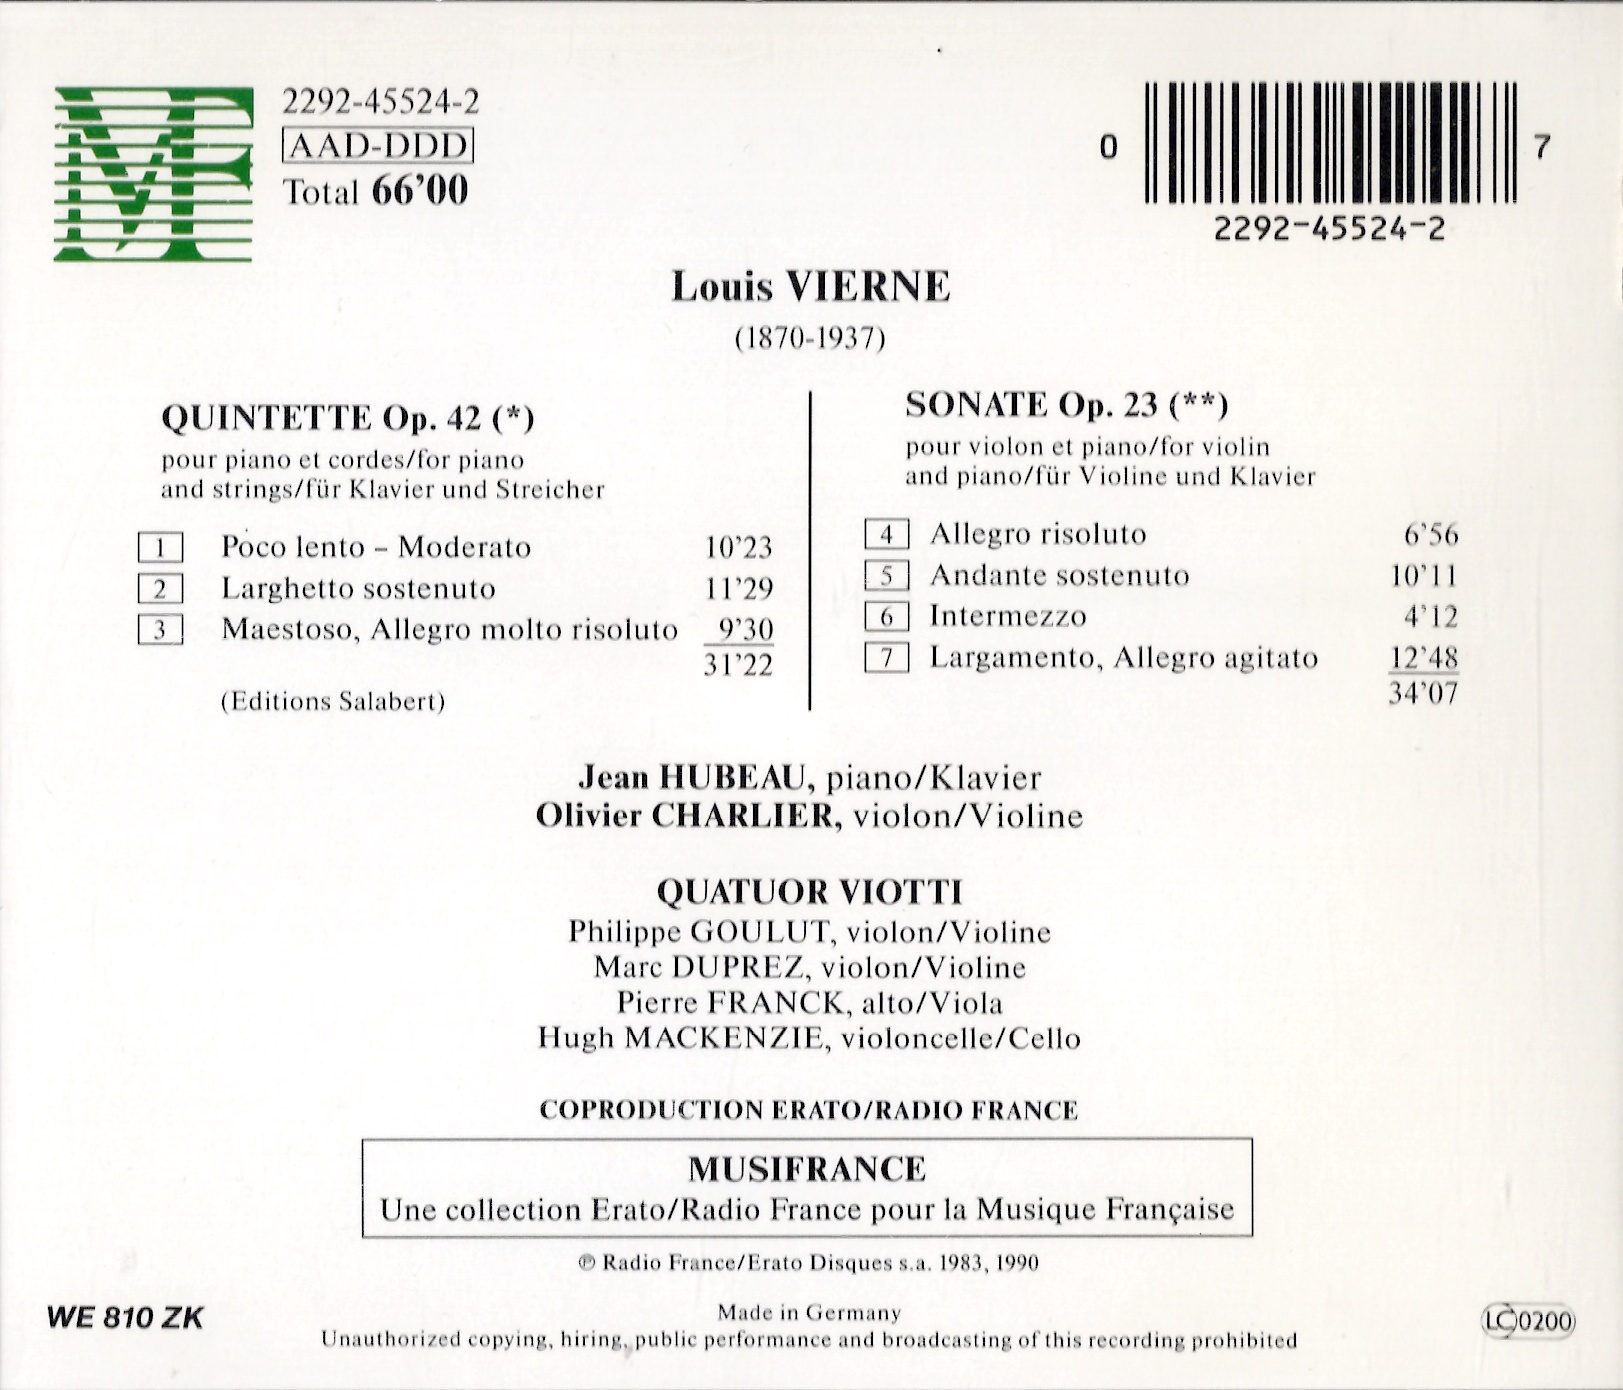 MF
2292-45524-2
AAD-DDD
Total 66'00
0 7
2292-45524-2
Louis VIERNE
(1870-1937)
QUINTETTE Op. 42 (*)
pour piano et cordes/for piano
and strings/für Klavier und Streicher
1 Poco lento – Moderato 10'23
2 Larghetto sostenuto 11'29
3 Maestoso, Allegro molto risoluto 9'30
31'22
(Editions Salabert)
SONATE Op. 23 (**)
pour violon et piano/for violin
and piano/für Violine und Klavier
4 Allegro risoluto 6'56
5 Andante sostenuto 10'11
6 Intermezzo 4'12
7 Largamento, Allegro agitato 12'48
34'07
Jean HUBEAU, piano/Klavier
Olivier CHARLIER, violon/Violine
QUATUOR VIOTTI
Philippe GOULUT, violon/Violine
Marc DUPREZ, violon/Violine
Pierre FRANCK, alto/Viola
Hugh MACKENZIE, violoncelle/Cello
COPRODUCTION ERATO/RADIO FRANCE
MUSIFRANCE
Une collection Erato/Radio France pour la Musique Française
℗ Radio France/Erato Disques s.a. 1983, 1990
WE 810 ZK
Made in Germany
Unauthorized copying, hiring, public performance and broadcasting of this recording prohibited
LC 0200